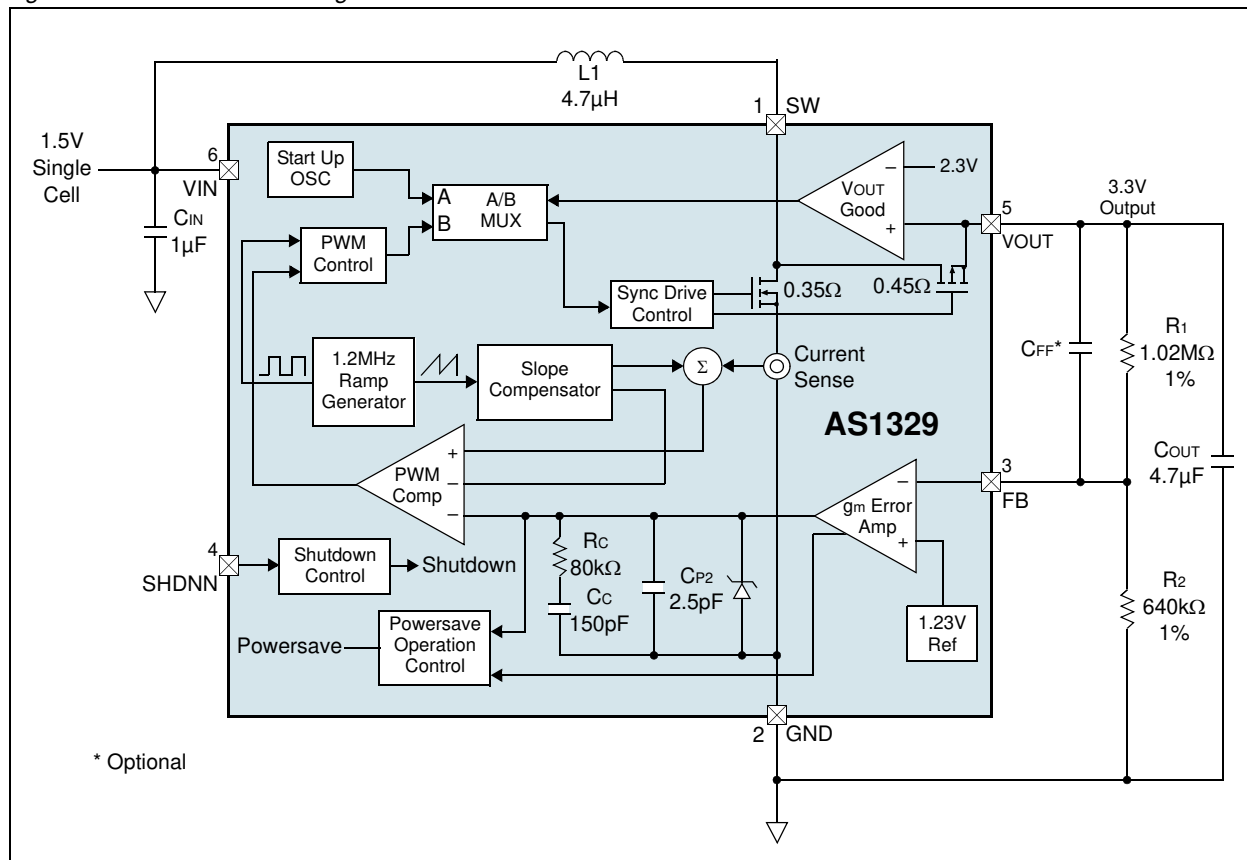 L1
4.7µH
1 SW
1.5V
Single
Cell
6
VIN
CIN
1µF
Start Up
OSC
A
B
A/B
MUX
PWM
Control
VOUT
Good
−
+
2.3V
5
VOUT
3.3V
Output
Sync Drive
Control
0.35Ω
0.45Ω
1.2MHz
Ramp
Generator
Slope
Compensator
Σ
Current
Sense
AS1329
CFF*
R1
1.02MΩ
1%
COUT
4.7µF
PWM
Comp
+
−
−
gm Error
Amp
−
+
3
FB
4
SHDNN
Shutdown
Control
Shutdown
RC
80kΩ
CC
150pF
CP2
2.5pF
1.23V
Ref
R2
640kΩ
1%
Powersave
Powersave
Operation
Control
2 GND
* Optional